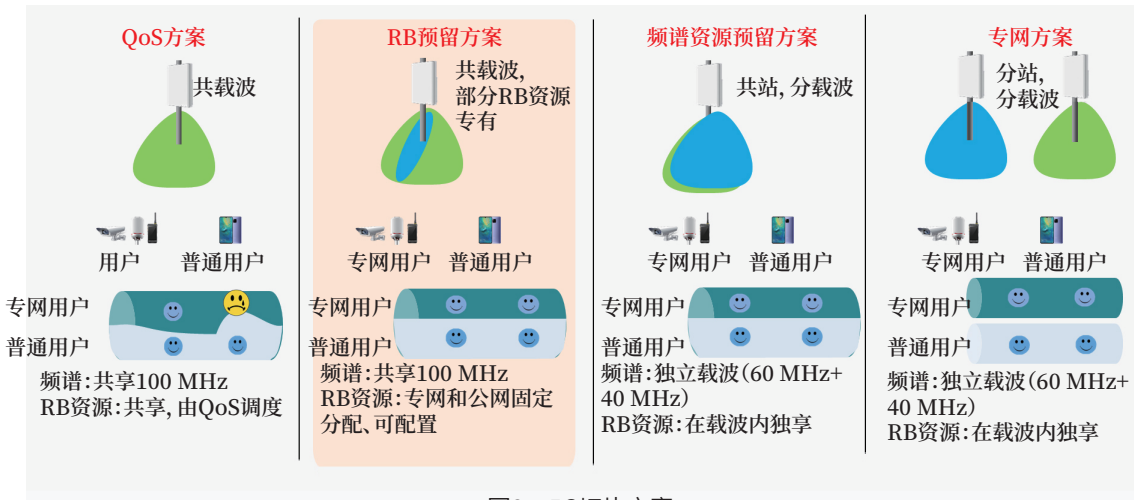 QoS方案
共载波
用户 普通用户
专网用户
普通用户
频谱:共享100 MHz
RB资源:共享, 由QoS调度
RB预留方案
共载波,
部分RB资源
专有
专网用户 普通用户
专网用户
普通用户
频谱:共享100 MHz
RB资源:专网和公网固定
分配、可配置
频谱资源预留方案
共站, 分载波
专网用户 普通用户
专网用户
普通用户
频谱:独立载波(60 MHz+
40 MHz)
RB资源:在载波内独享
专网方案
分站,
分载波
专网用户 普通用户
专网用户
普通用户
频谱:独立载波(60 MHz+
40 MHz)
RB资源:在载波内独享